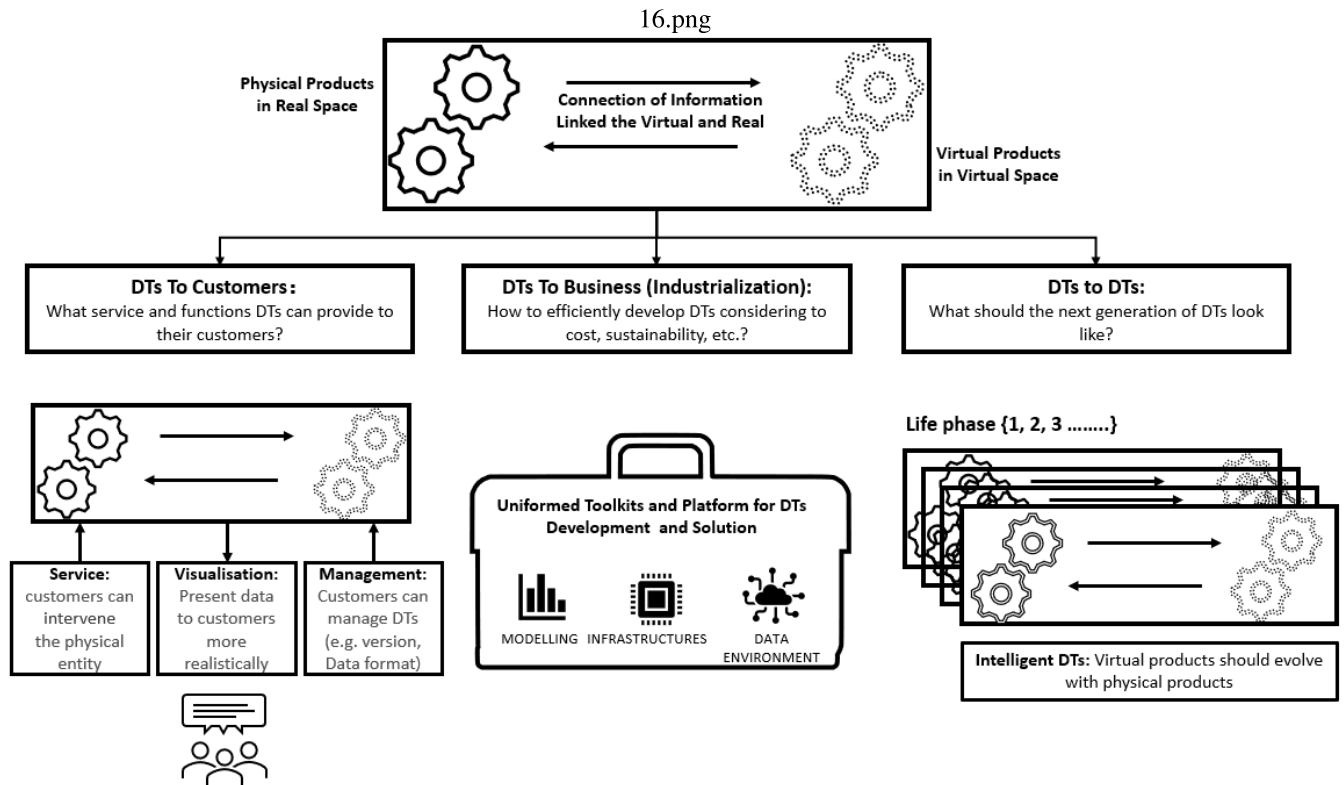 16.png
Physical Products
in Real Space
Connection of Information
Linked the Virtual and Real
Virtual Products
in Virtual Space
DTs To Customers：
What service and functions DTs can provide to
their customers?
DTs To Business (Industrialization):
How to efficiently develop DTs considering to
cost, sustainability, etc.?
DTs to DTs:
What should the next generation of DTs look
like?
Service:
customers can
intervene
the physical
entity
Visualisation:
Present data
to customers
more
realistically
Management:
Customers can
manage DTs
(e.g. version,
Data format)
Uniformed Toolkits and Platform for DTs
Development and Solution
MODELLING
INFRASTRUCTURES
DATA
ENVIRONMENT
Life phase {1, 2, 3 ........}
Intelligent DTs: Virtual products should evolve
with physical products